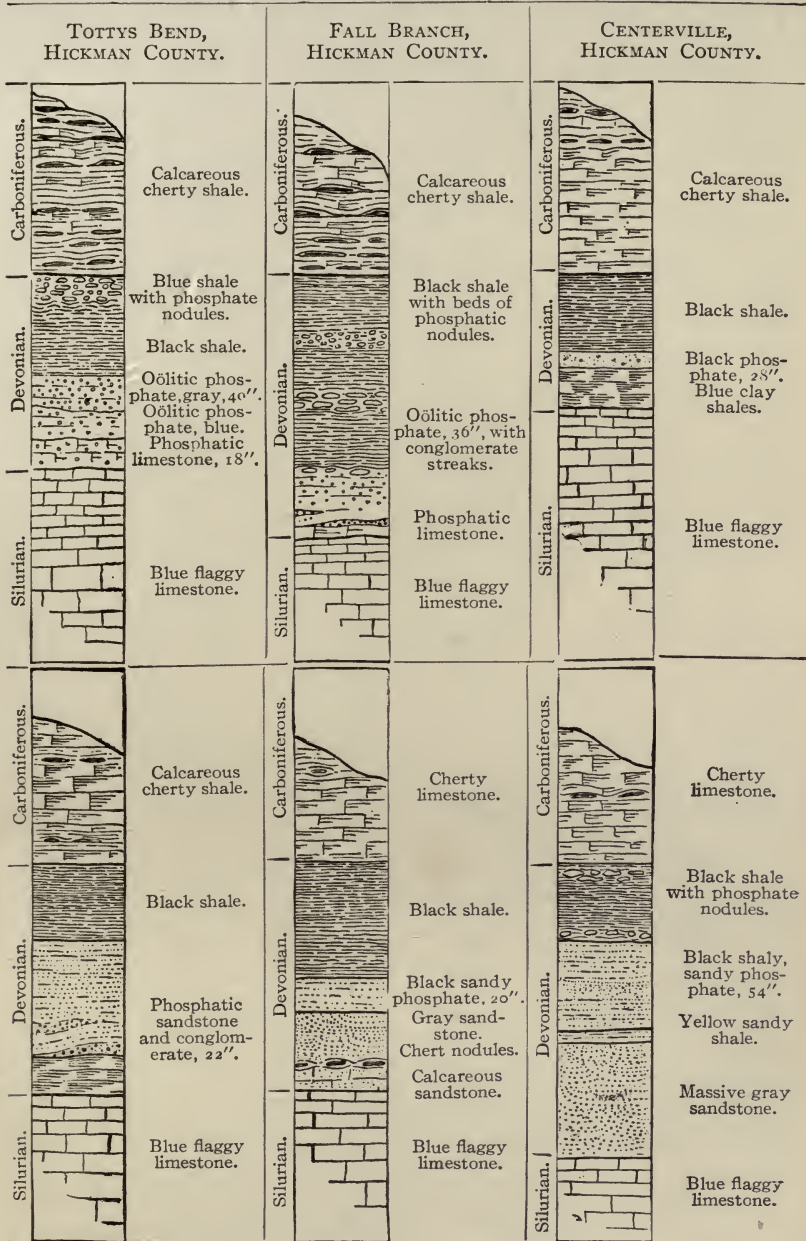 TOTTYS BEND,
HICKMAN COUNTY.
Carboniferous.
Calcareous
cherty shale.
Devonian.
Blue shale
with phosphate
nodules.
Black shale.
Oölitic phos-
phate, gray, 40″.
Oölitic phos-
phate, blue.
Phosphatic
limestone, 18″.
Silurian.
Blue flaggy
limestone.
FALL BRANCH,
HICKMAN COUNTY.
Carboniferous.
Calcareous
cherty shale.
Devonian.
Black shale
with beds of
phosphatic
nodules.
Oölitic phos-
phate, 36″, with
conglomerate
streaks.
Phosphatic
limestone.
Silurian.
Blue flaggy
limestone.
CENTERVILLE,
HICKMAN COUNTY.
Carboniferous.
Calcareous
cherty shale.
Devonian.
Black shale.
Black phos-
phate, 28″.
Blue clay
shales.
Silurian.
Blue flaggy
limestone.
Carboniferous.
Calcareous
cherty shale.
Devonian.
Black shale.
Phosphatic
sandstone
and conglom-
erate, 22″.
Silurian.
Blue flaggy
limestone.
Carboniferous.
Cherty
limestone.
Devonian.
Black shale.
Black sandy
phosphate, 20″.
Gray sand-
stone.
Chert nodules.
Calcareous
sandstone.
Silurian.
Blue flaggy
limestone.
Carboniferous.
Cherty
limestone.
Devonian.
Black shale
with phosphate
nodules.
Black shaly,
sandy phos-
phate, 54″.
Yellow sandy
shale.
Massive gray
sandstone.
Silurian.
Blue flaggy
limestone.